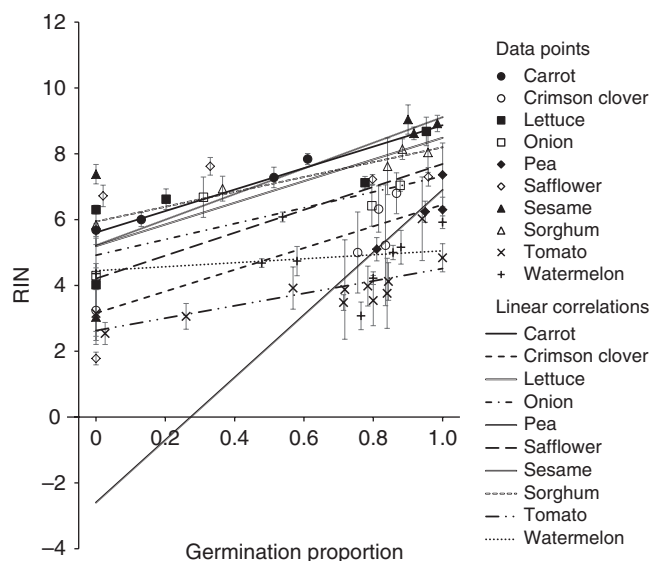 12
10
8
6
4
2
0
−2
−4
RIN
0 0.2 0.4 0.6 0.8 1.0
Germination proportion
Data points
Carrot
Crimson clover
Lettuce
Onion
Pea
Safflower
Sesame
Sorghum
Tomato
Watermelon
Linear correlations
Carrot
Crimson clover
Lettuce
Onion
Pea
Safflower
Sesame
Sorghum
Tomato
Watermelon